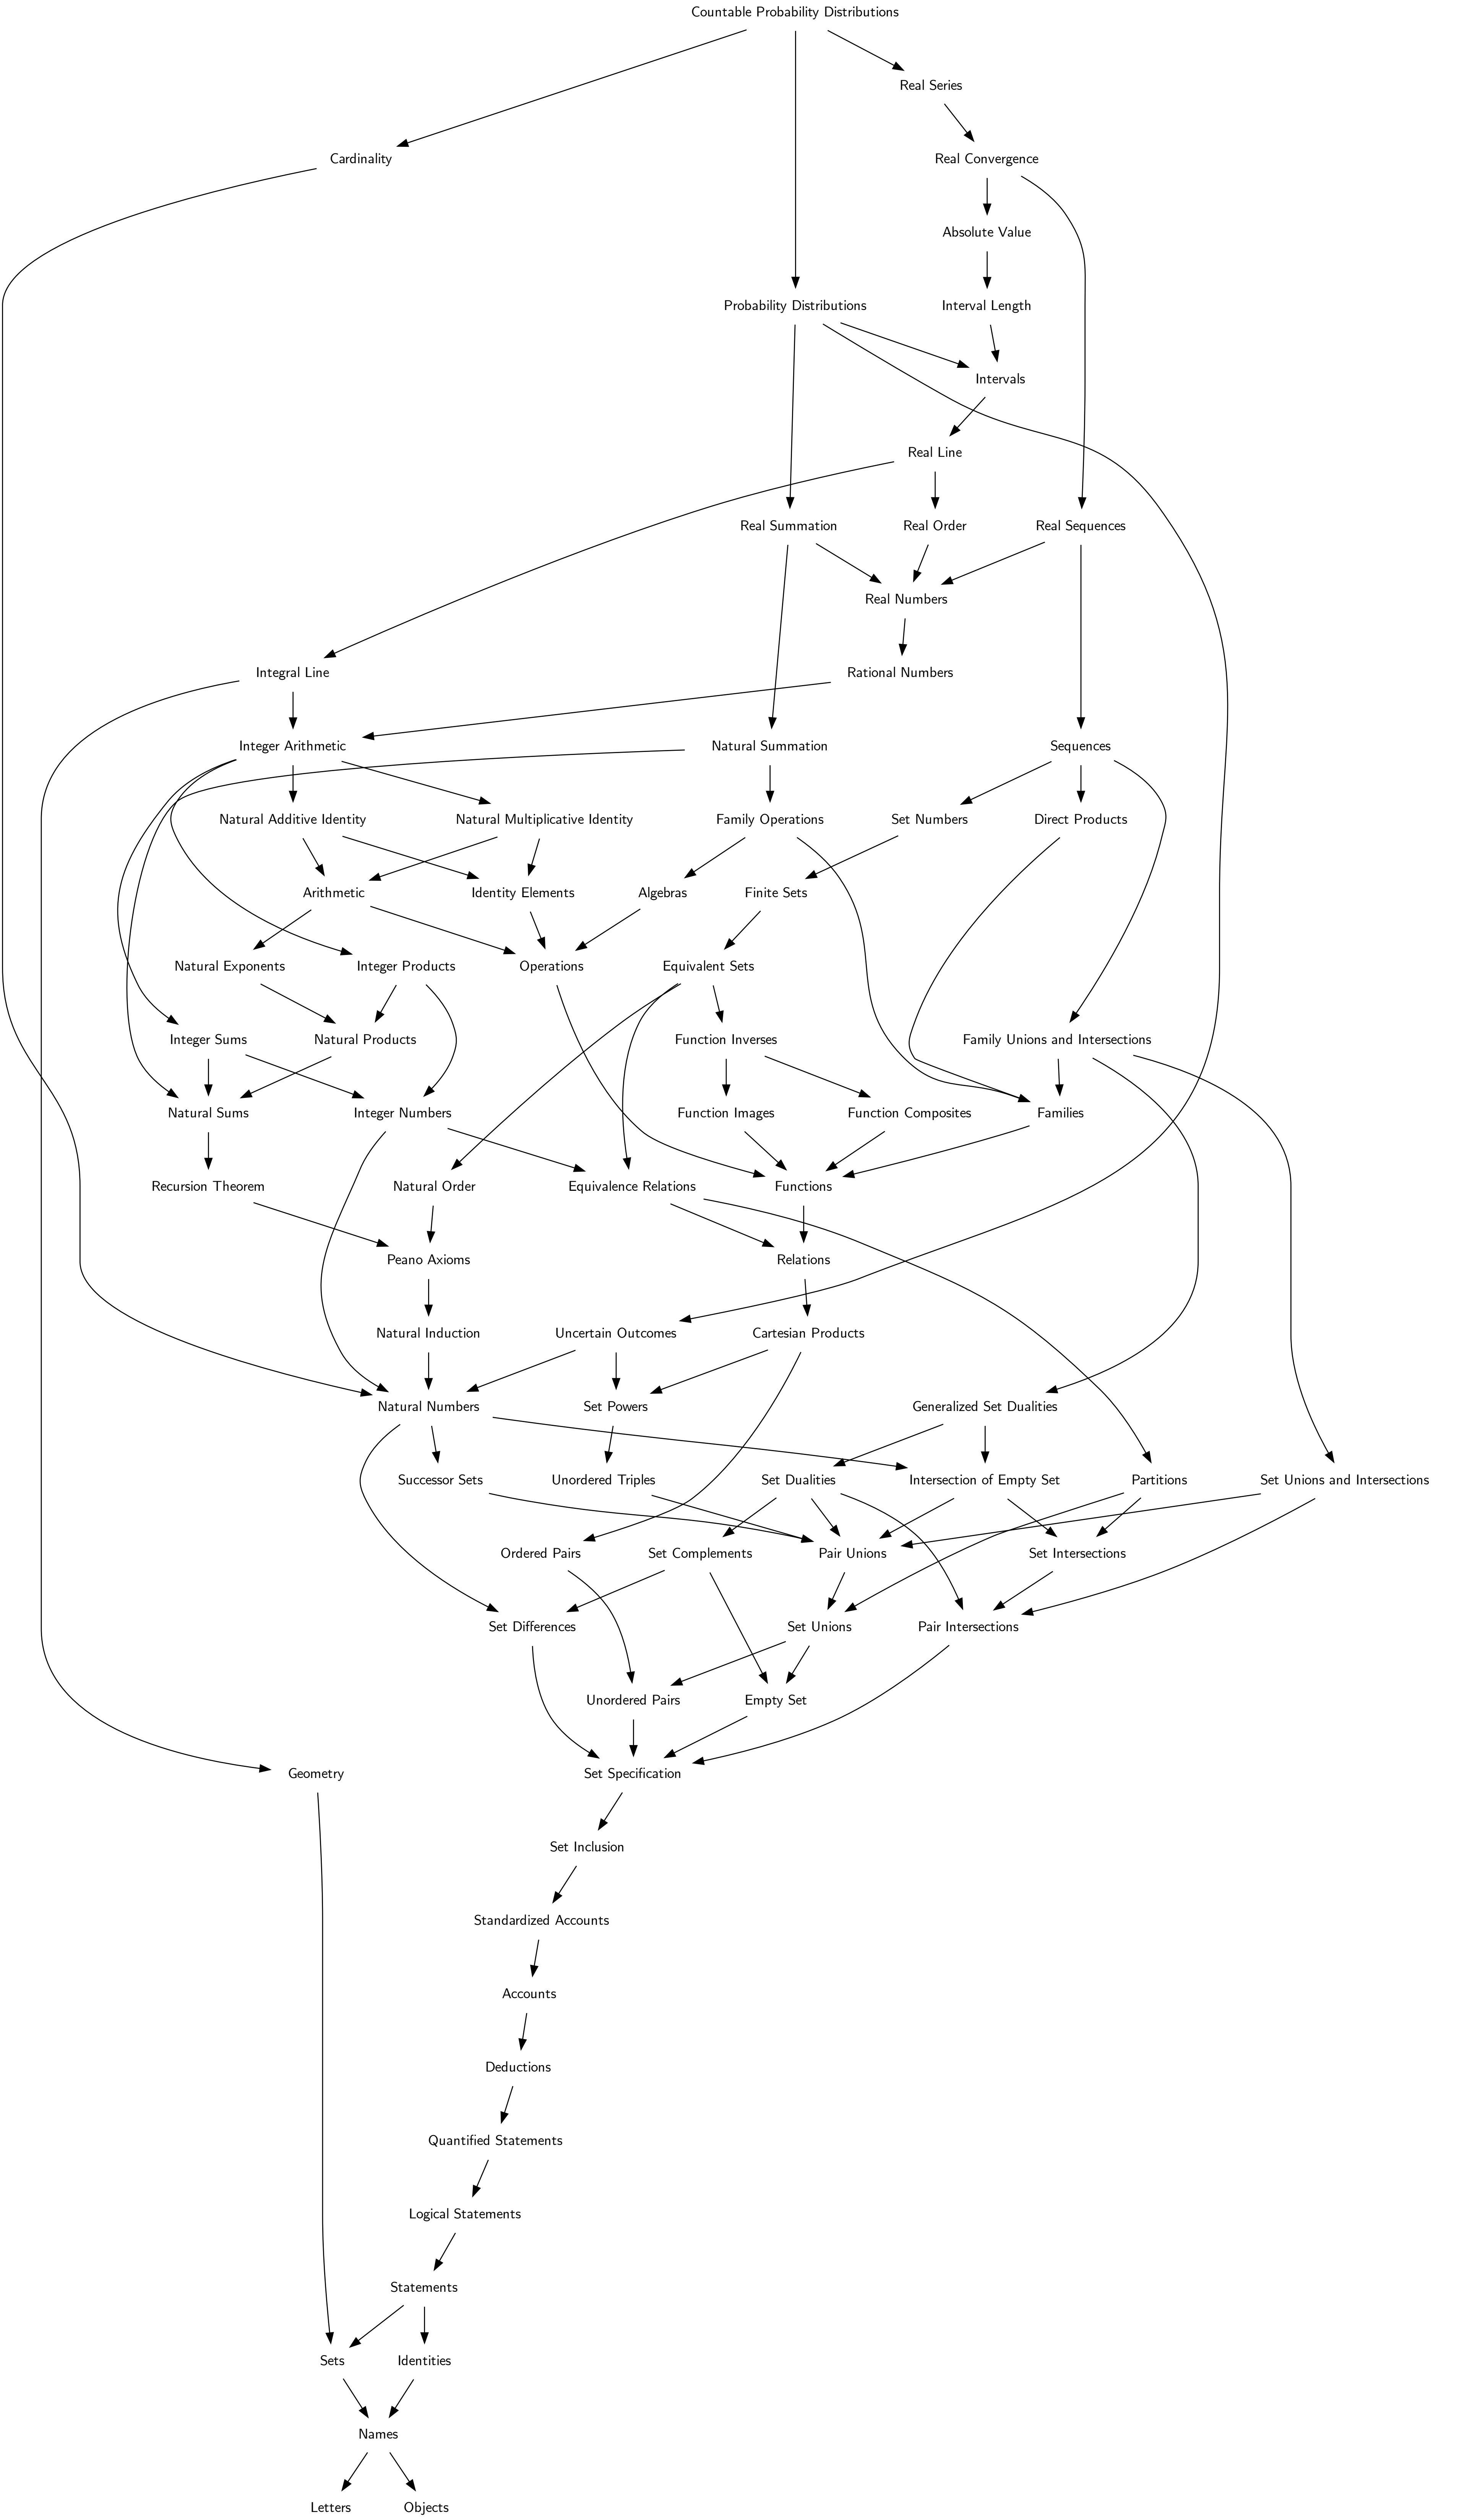 Countable Probability Distributions
Real Series
Cardinality
Real Convergence
Absolute Value
Probability Distributions
Interval Length
Intervals
Real Line
Real Summation
Real Order
Real Sequences
Real Numbers
Integral Line
Rational Numbers
Integer Arithmetic
Natural Summation
Sequences
Natural Additive Identity
Natural Multiplicative Identity
Family Operations
Set Numbers
Direct Products
Arithmetic
Identity Elements
Algebras
Finite Sets
Natural Exponents
Integer Products
Operations
Equivalent Sets
Integer Sums
Natural Products
Function Inverses
Family Unions and Intersections
Natural Sums
Integer Numbers
Function Images
Function Composites
Families
Recursion Theorem
Natural Order
Equivalence Relations
Functions
Peano Axioms
Relations
Natural Induction
Uncertain Outcomes
Cartesian Products
Natural Numbers
Set Powers
Generalized Set Dualities
Successor Sets
Unordered Triples
Set Dualities
Intersection of Empty Set
Partitions
Set Unions and Intersections
Ordered Pairs
Set Complements
Pair Unions
Set Intersections
Set Differences
Set Unions
Pair Intersections
Unordered Pairs
Empty Set
Geometry
Set Specification
Set Inclusion
Standardized Accounts
Accounts
Deductions
Quantified Statements
Logical Statements
Statements
Sets
Identities
Names
Letters
Objects